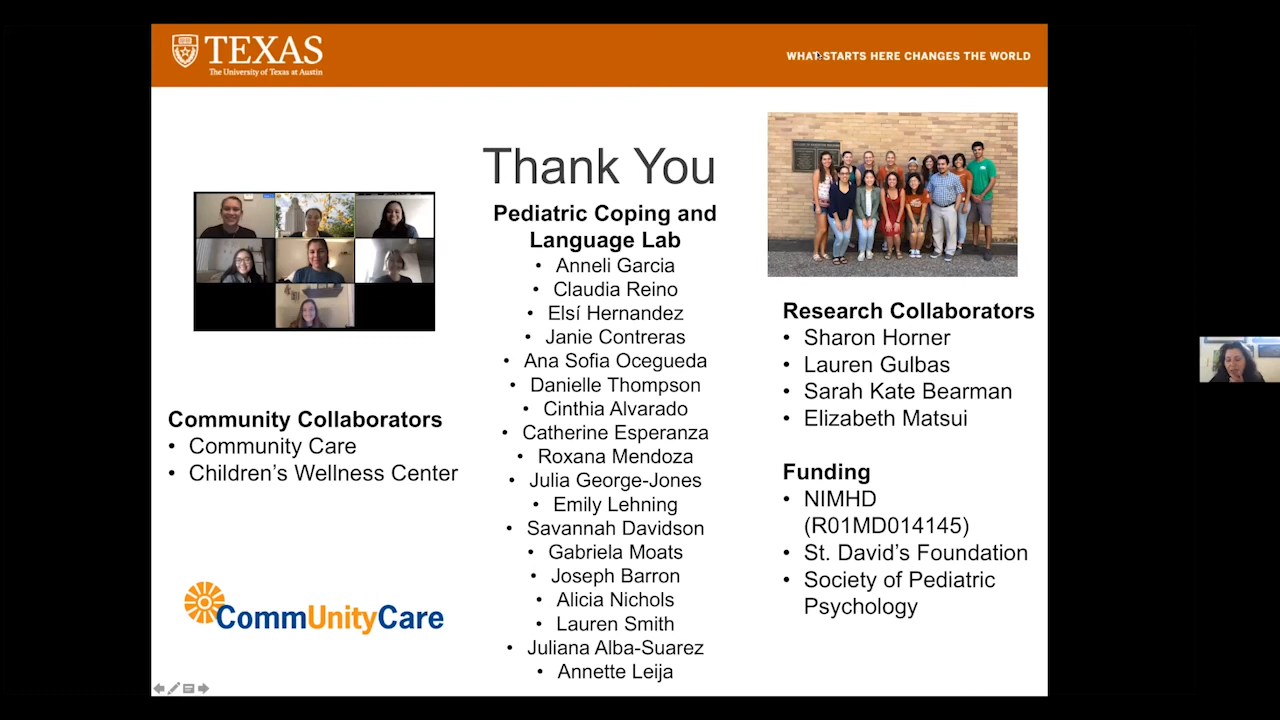 TEXAS
The University of Texas at Austin
WHAT STARTS HERE CHANGES THE WORLD
Thank You
Pediatric Coping and
Language Lab
• Anneli Garcia
• Claudia Reino
• Elsí Hernandez
• Janie Contreras
• Ana Sofia Ocegueda
• Danielle Thompson
• Cinthia Alvarado
• Catherine Esperanza
• Roxana Mendoza
• Julia George-Jones
• Emily Lehning
• Savannah Davidson
• Gabriela Moats
• Joseph Barron
• Alicia Nichols
• Lauren Smith
• Juliana Alba-Suarez
• Annette Leija
Community Collaborators
• Community Care
• Children's Wellness Center
CommUnityCare
Research Collaborators
• Sharon Horner
• Lauren Gulbas
• Sarah Kate Bearman
• Elizabeth Matsui
Funding
• NIMHD
(R01MD014145)
• St. David's Foundation
• Society of Pediatric
Psychology